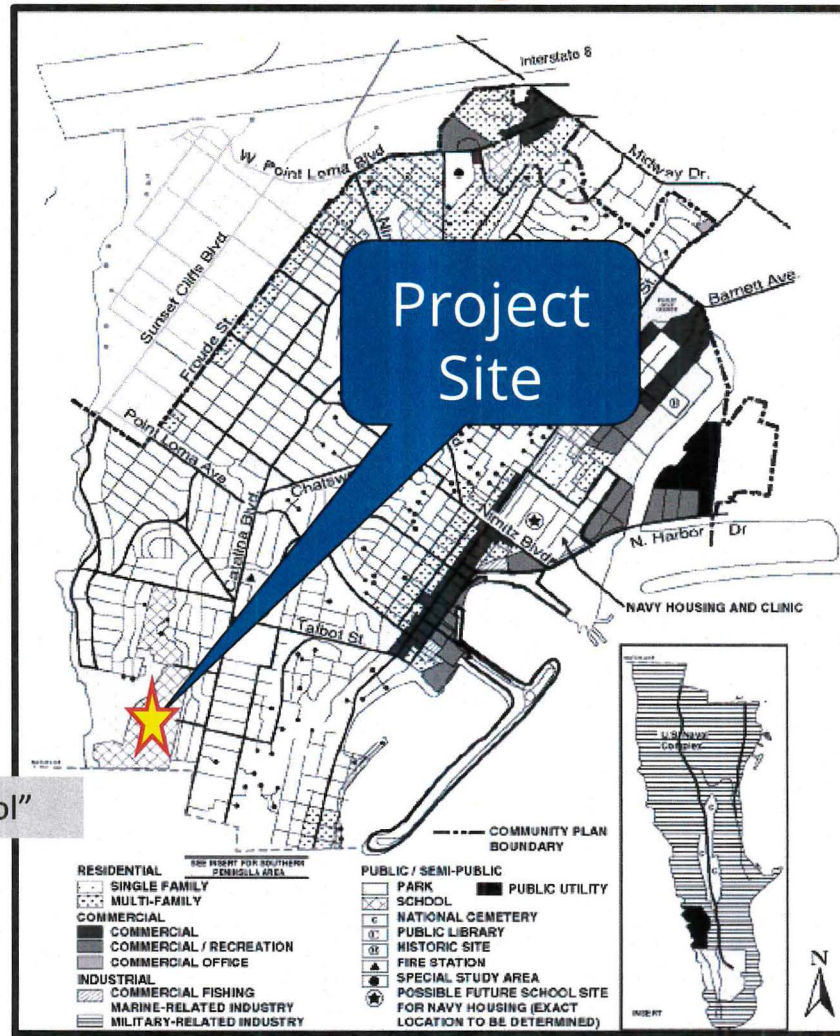 Interstate 8
W. Point Loma Blvd
Midway Dr.
Sunset Cliffs Blvd.
St.
Barnett Ave.
Project
Site
Froude St.
Point Loma Ave.
Catalina Blvd.
Nimitz Blvd.
N. Harbor Dr
NAVY HOUSING AND CLINIC
Talbot St.
U.S. Naval
Complex
ol"
COMMUNITY PLAN
BOUNDARY
SEE INSERT FOR SOUTHERN
PENINSULA AREA
RESIDENTIAL
SINGLE FAMILY
MULTI-FAMILY
COMMERCIAL
COMMERCIAL
COMMERCIAL / RECREATION
COMMERCIAL OFFICE
INDUSTRIAL
COMMERCIAL FISHING
MARINE-RELATED INDUSTRY
MILITARY-RELATED INDUSTRY
PUBLIC / SEMI-PUBLIC
PARK
PUBLIC UTILITY
SCHOOL
C NATIONAL CEMETERY
PUBLIC LIBRARY
H HISTORIC SITE
FIRE STATION
SPECIAL STUDY AREA
POSSIBLE FUTURE SCHOOL SITE
FOR NAVY HOUSING (EXACT
LOCATION TO BE DETERMINED)
INSERT
N